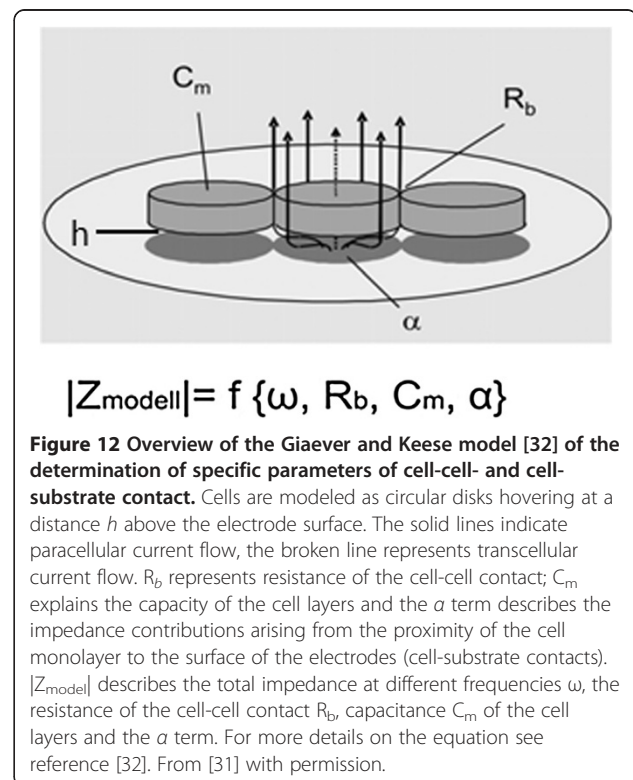 Cm
Rb
h
α
|Zmodell|= f {ω, Rb, Cm, α}
Figure 12 Overview of the Giaever and Keese model [32] of the
determination of specific parameters of cell-cell- and cell-
substrate contact. Cells are modeled as circular disks hovering at a
distance h above the electrode surface. The solid lines indicate
paracellular current flow, the broken line represents transcellular
current flow. Rb represents resistance of the cell-cell contact; Cm
explains the capacity of the cell layers and the α term describes the
impedance contributions arising from the proximity of the cell
monolayer to the surface of the electrodes (cell-substrate contacts).
|Zmodel| describes the total impedance at different frequencies ω, the
resistance of the cell-cell contact Rb, capacitance Cm of the cell
layers and the α term. For more details on the equation see
reference [32]. From [31] with permission.